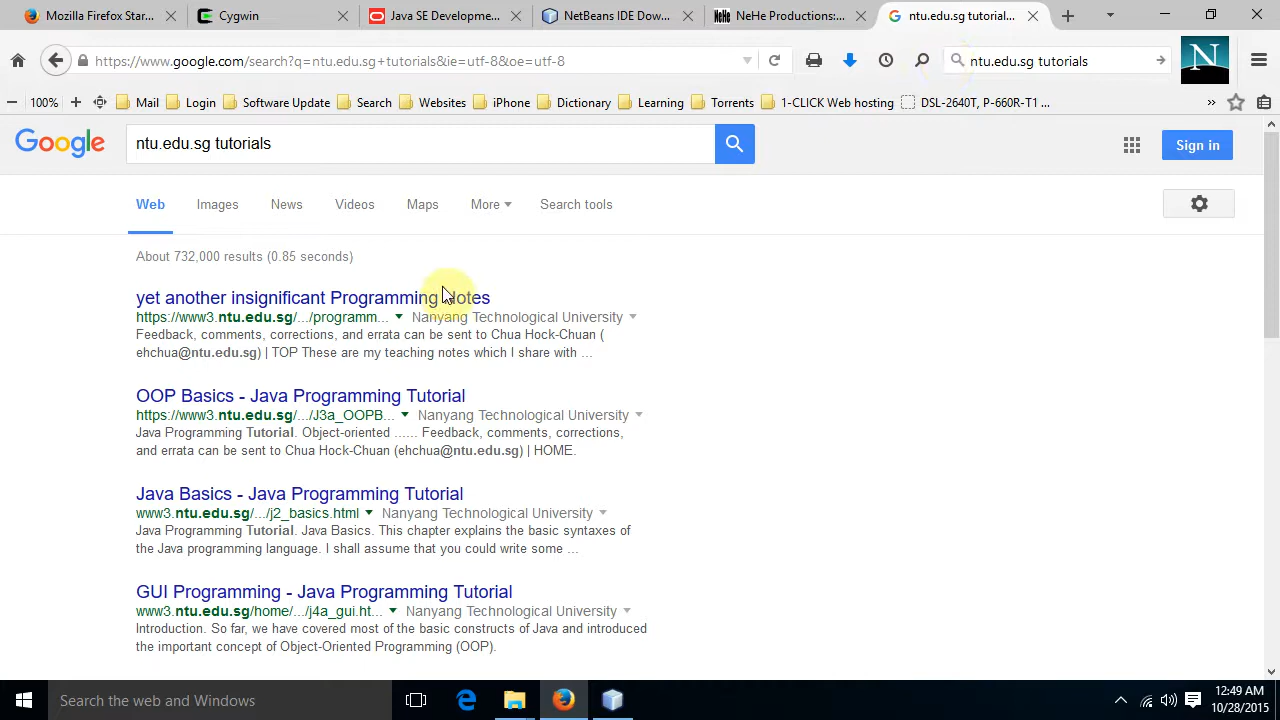 Mozilla Firefox Star...
Cygwin
Java SE Developme...
NetBeans IDE Dow...
NeHe
NeHe Productions:...
ntu.edu.sg tutorial...
https://www.google.com/search?q=ntu.edu.sg+tutorials&ie=utf-8&oe=utf-8
ntu.edu.sg tutorials
N
100%
Mail
Login
Software Update
Search
Websites
iPhone
Dictionary
Learning
Torrents
1-CLICK Web hosting
DSL-2640T, P-660R-T1 ...
Google
ntu.edu.sg tutorials
Sign in
Web
Images
News
Videos
Maps
More
Search tools
About 732,000 results (0.85 seconds)
yet another insignificant Programming Notes
https://www3.ntu.edu.sg/.../programm... Nanyang Technological University
Feedback, comments, corrections, and errata can be sent to Chua Hock-Chuan (
ehchua@ntu.edu.sg) | TOP These are my teaching notes which I share with ...
OOP Basics - Java Programming Tutorial
https://www3.ntu.edu.sg/.../J3a_OOPB... Nanyang Technological University
Java Programming Tutorial. Object-oriented ...... Feedback, comments, corrections,
and errata can be sent to Chua Hock-Chuan (ehchua@ntu.edu.sg) | HOME.
Java Basics - Java Programming Tutorial
www3.ntu.edu.sg/.../j2_basics.html Nanyang Technological University
Java Programming Tutorial. Java Basics. This chapter explains the basic syntaxes of
the Java programming language. I shall assume that you could write some ...
GUI Programming - Java Programming Tutorial
www3.ntu.edu.sg/home/.../j4a_gui.ht... Nanyang Technological University
Introduction. So far, we have covered most of the basic constructs of Java and introduced
the important concept of Object-Oriented Programming (OOP).
Search the web and Windows
12:49 AM
10/28/2015